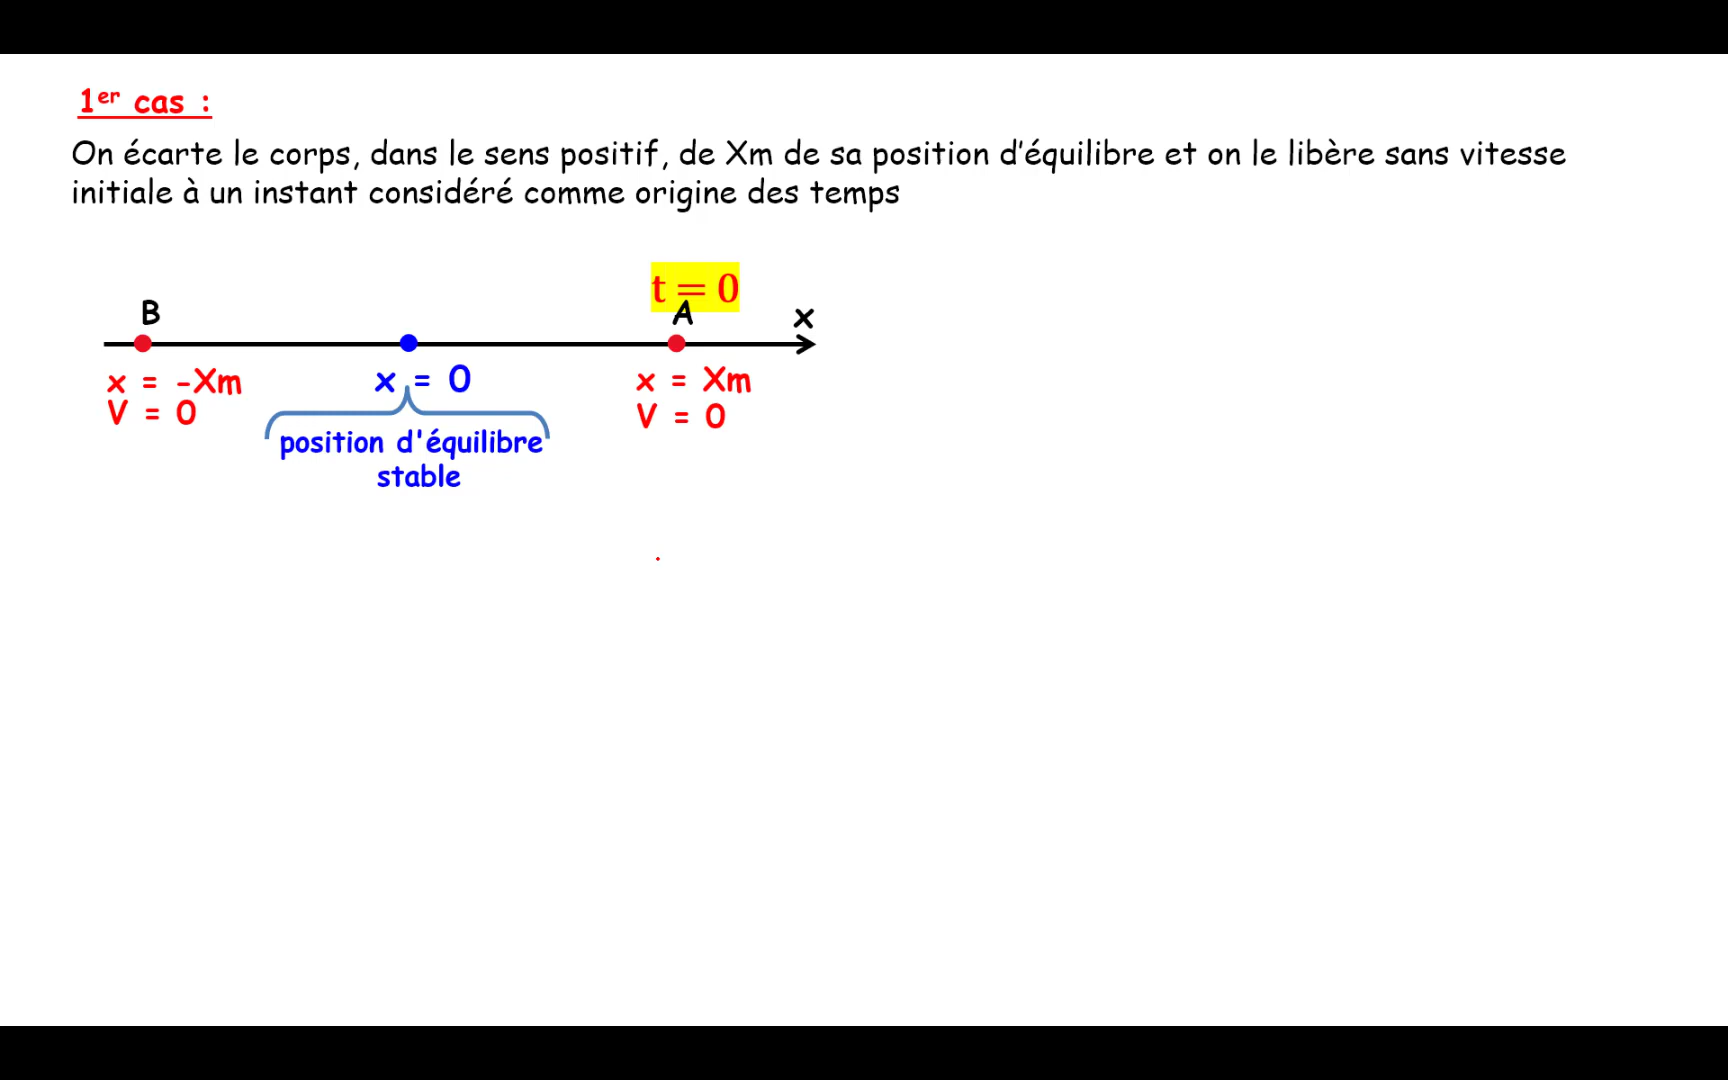 1er cas :
On écarte le corps, dans le sens positif, de Xm de sa position d’équilibre et on le libère sans vitesse
initiale à un instant considéré comme origine des temps
t = 0
B
A
x
x = -Xm
x = 0
x = Xm
V = 0
V = 0
position d'équilibre
stable